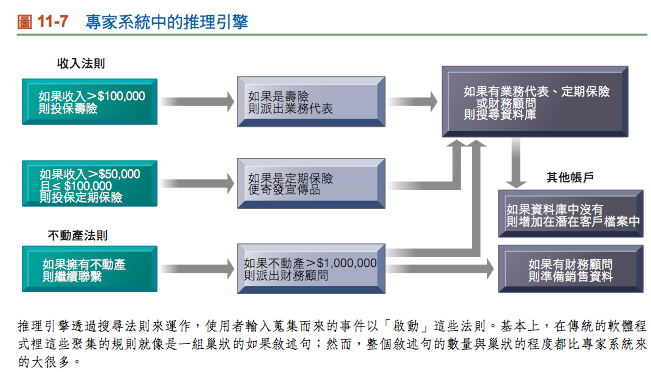 圖 11-7 專家系統中的推理引擎
收入法則
如果收入＞$100,000
則投保壽險
如果是壽險
則派出業務代表
如果有業務代表、定期保險
或財務顧問
則搜尋資料庫
如果收入＞$50,000
且≤ $100,000
則投保定期保險
如果是定期保險
便寄發宣傳品
其他帳戶
如果資料庫中沒有
則增加在潛在客戶檔案中
不動產法則
如果擁有不動產
則繼續聯繫
如果不動產＞$1,000,000
則派出財務顧問
如果有財務顧問
則準備銷售資料
推理引擎透過搜尋法則來運作，使用者輸入蒐集而來的事件以「啟動」這些法則。基本上，在傳統的軟體程
式裡這些聚集的規則就像是一組巢狀的如果敘述句；然而，整個敘述句的數量與巢狀的程度都比專家系統來
的大很多。